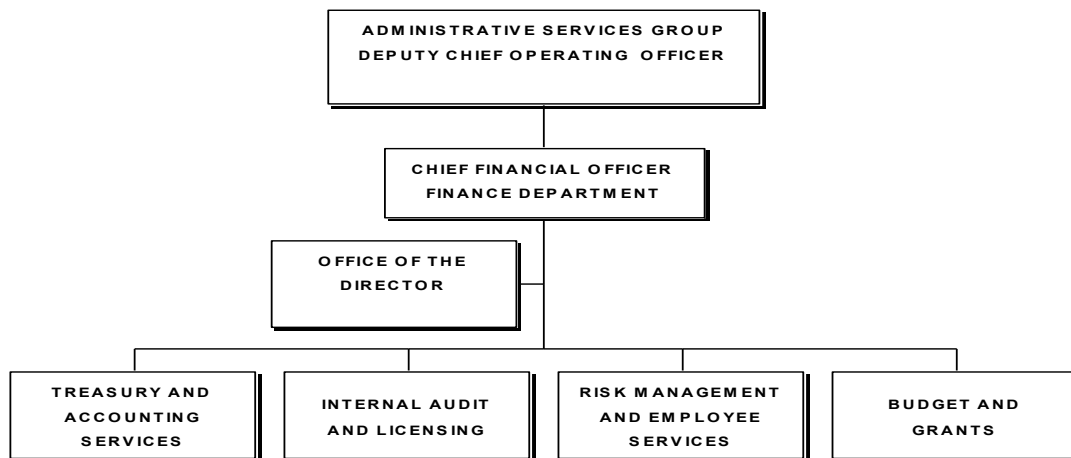 ADMINISTRATIVE SERVICES GROUP
DEPUTY CHIEF OPERATING OFFICER
CHIEF FINANCIAL OFFICER
FINANCE DEPARTMENT
OFFICE OF THE
DIRECTOR
TREASURY AND
ACCOUNTING
SERVICES
INTERNAL AUDIT
AND LICENSING
RISK MANAGEMENT
AND EMPLOYEE
SERVICES
BUDGET AND
GRANTS